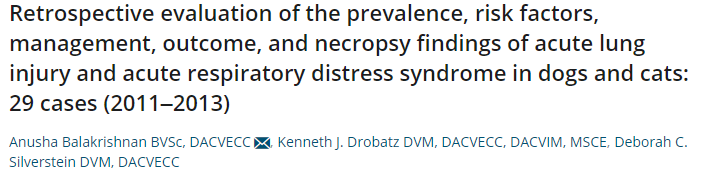 Retrospective evaluation of the prevalence, risk factors,
management, outcome, and necropsy findings of acute lung
injury and acute respiratory distress syndrome in dogs and cats:
29 cases (2011–2013)
Anusha Balakrishnan BVSc, DACVECC, Kenneth J. Drobatz DVM, DACVECC, DACVIM, MSCE, Deborah C.
Silverstein DVM, DACVECC